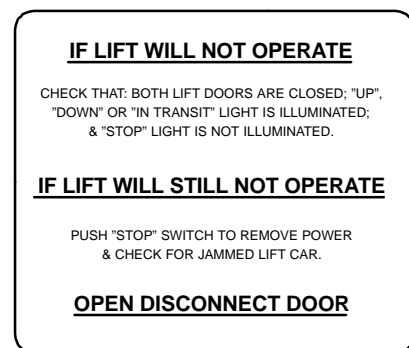 IF LIFT WILL NOT OPERATE
CHECK THAT: BOTH LIFT DOORS ARE CLOSED; ”UP”,
”DOWN” OR ”IN TRANSIT” LIGHT IS ILLUMINATED;
& ”STOP” LIGHT IS NOT ILLUMINATED.
IF LIFT WILL STILL NOT OPERATE
PUSH ”STOP” SWITCH TO REMOVE POWER
& CHECK FOR JAMMED LIFT CAR.
OPEN DISCONNECT DOOR